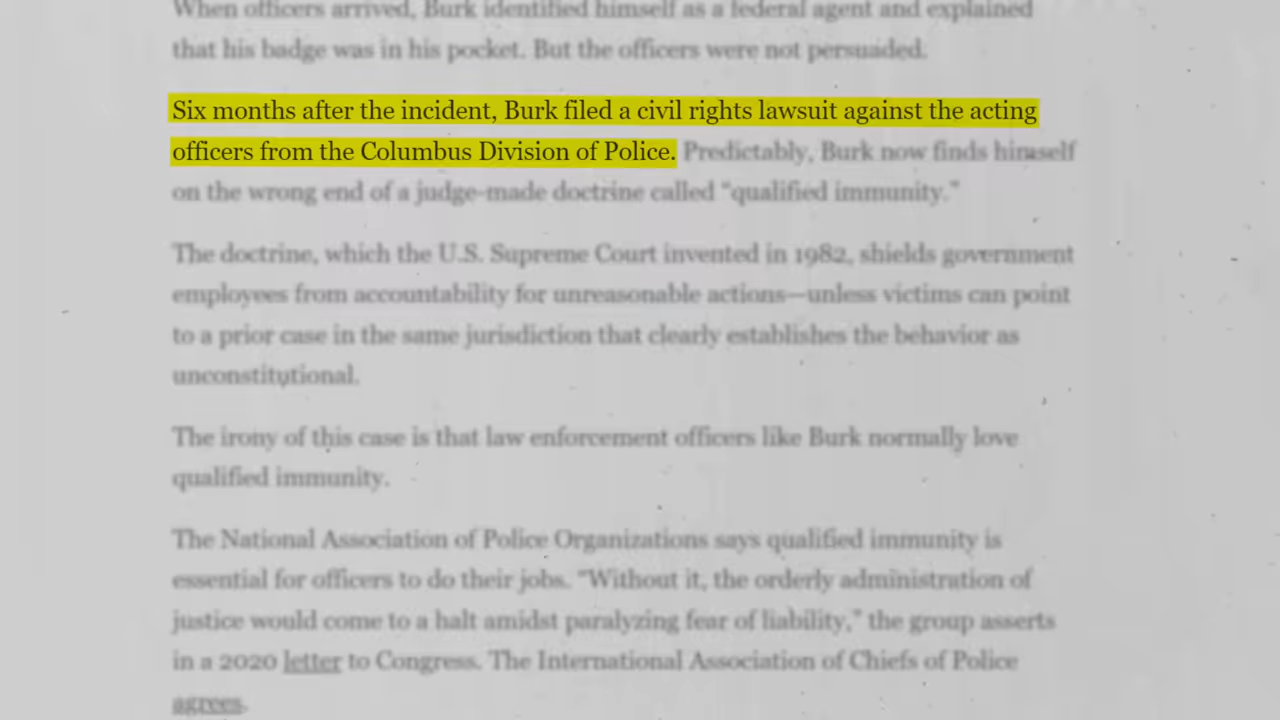 When officers arrived, Burk identified himself as a federal agent and explained
that his badge was in his pocket. But the officers were not persuaded.
Six months after the incident, Burk filed a civil rights lawsuit against the acting
officers from the Columbus Division of Police. Predictably, Burk now finds himself
on the wrong end of a judge-made doctrine called “qualified immunity.”
The doctrine, which the U.S. Supreme Court invented in 1982, shields government
employees from accountability for unreasonable actions—unless victims can point
to a prior case in the same jurisdiction that clearly establishes the behavior as
unconstitutional.
The irony of this case is that law enforcement officers like Burk normally love
qualified immunity.
The National Association of Police Organizations says qualified immunity is
essential for officers to do their jobs. “Without it, the orderly administration of
justice would come to a halt amidst paralyzing fear of liability,” the group asserts
in a 2020 letter to Congress. The International Association of Chiefs of Police
agrees.